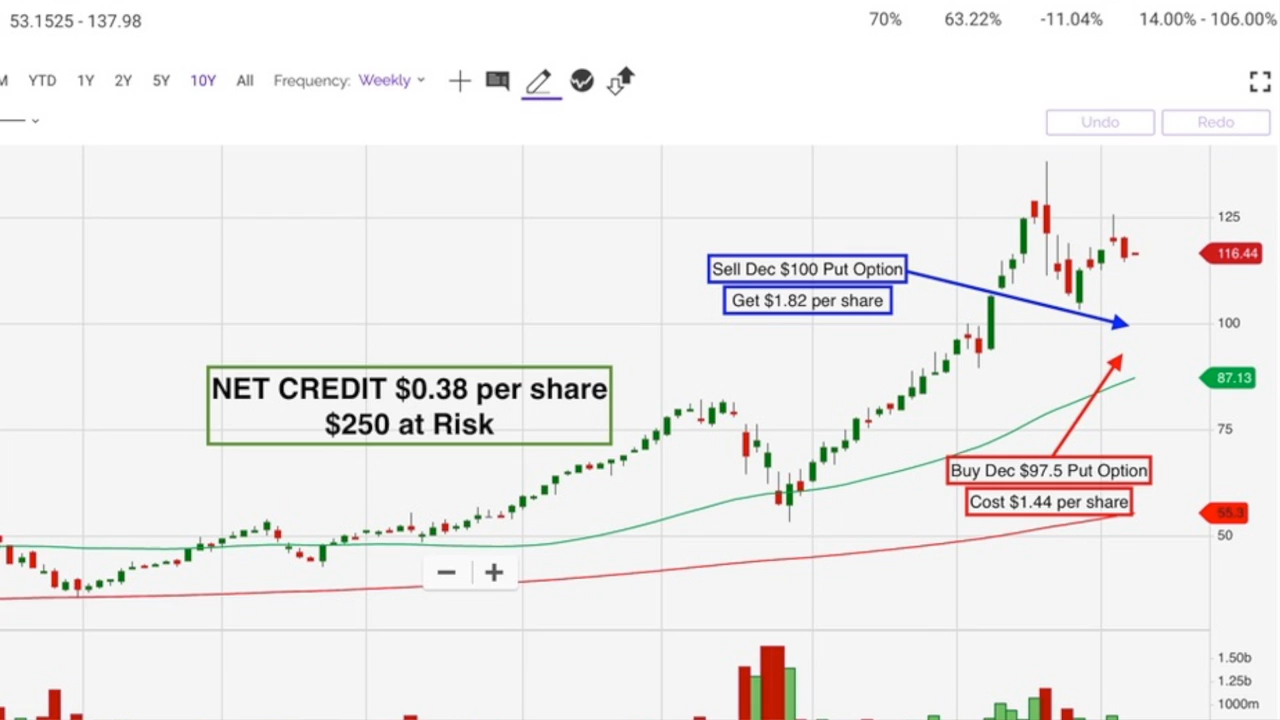 53.1525 - 137.98 70% 63.22% -11.04% 14.00% - 106.00%
YTD 1Y 2Y 5Y 10Y All Frequency: Weekly
Undo Redo
125
116.44
Sell Dec $100 Put Option
Get $1.82 per share
100
87.13
NET CREDIT $0.38 per share
$250 at Risk
75
Buy Dec $97.5 Put Option
Cost $1.44 per share
55.3
50
1.50b
1.25b
1000m